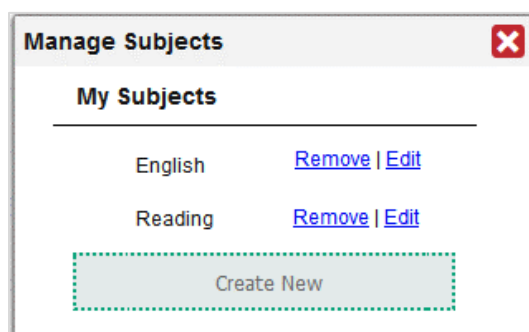 Manage Subjects
My Subjects
English Remove | Edit
Reading Remove | Edit
Create New